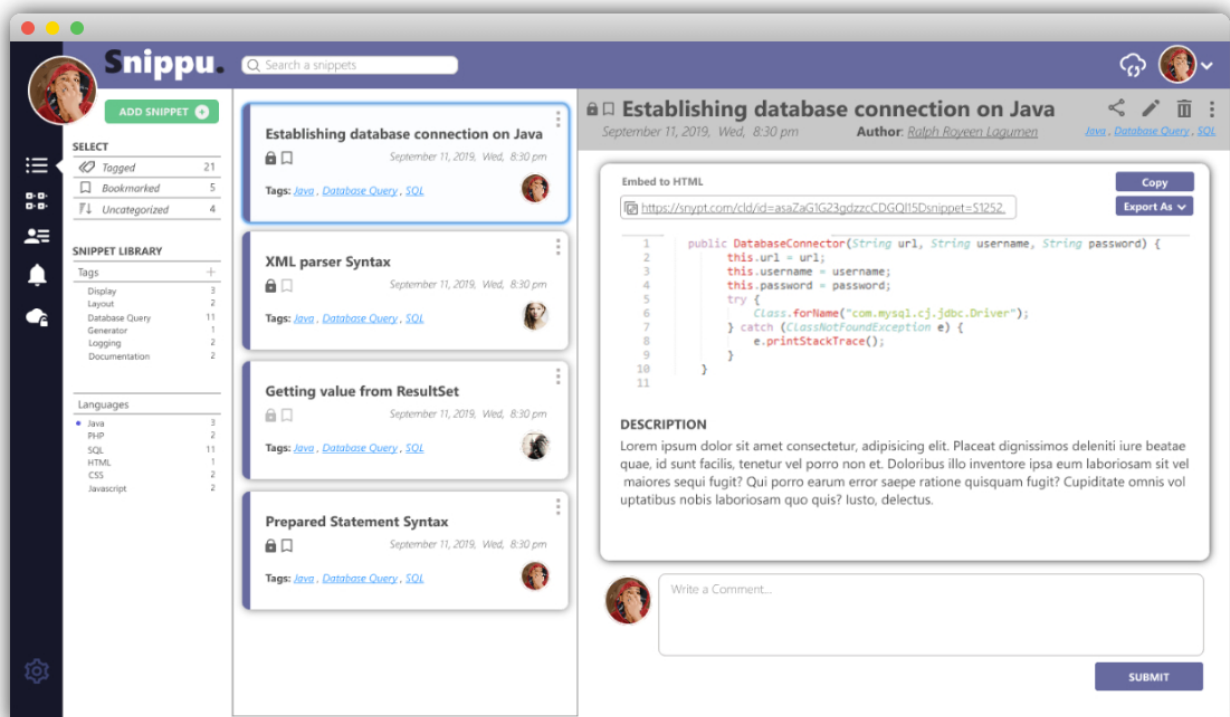 Snippu.
Search a snippets
ADD SNIPPET
SELECT
Tagged 21
Bookmarked 5
Uncategorized 4
SNIPPET LIBRARY
Tags
Display 3
Layout 2
Database Query 11
Generator 1
Logging 2
Documentation 2
Languages
Java 3
PHP 2
SQL 11
HTML 1
CSS 2
Javascript 2
Establishing database connection on Java
September 11, 2019, Wed, 8:30 pm
Tags: Java , Database Query , SQL
XML parser Syntax
September 11, 2019, Wed, 8:30 pm
Tags: Java , Database Query , SQL
Getting value from ResultSet
September 11, 2019, Wed, 8:30 pm
Tags: Java , Database Query , SQL
Prepared Statement Syntax
September 11, 2019, Wed, 8:30 pm
Tags: Java , Database Query , SQL
Establishing database connection on Java
September 11, 2019, Wed, 8:30 pm Author: Ralph Royeen Lagumen Java , Database Query , SQL
Embed to HTML
Copy
Export As
1 public DatabaseConnector(String url, String username, String password) {
2 this.url = url;
3 this.username = username;
4 this.password = password;
5 try {
6 Class.forName("com.mysql.cj.jdbc.Driver");
7 } catch (ClassNotFoundException e) {
8 e.printStackTrace();
9 }
10 }
11
DESCRIPTION
Lorem ipsum dolor sit amet consectetur, adipisicing elit. Placeat dignissimos deleniti iure beatae
quae, id sunt facilis, tenetur vel porro non et. Doloribus illo inventore ipsa eum laboriosam sit vel
maiores sequi fugit? Qui porro earum error saepe ratione quisquam fugit? Cupiditate omnis vol
uptatibus nobis laboriosam quo quis? Iusto, delectus.
Write a Comment...
SUBMIT